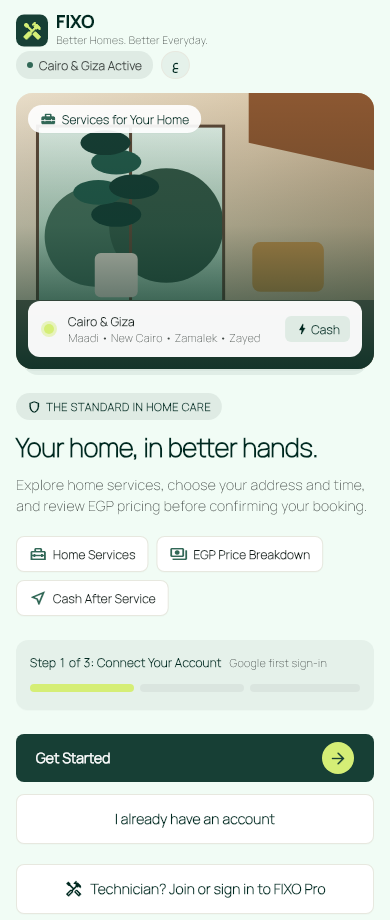 FIXO
Better Homes. Better Everyday.
Cairo & Giza Active
ع
Services for Your Home
Cairo & Giza
Maadi • New Cairo • Zamalek • Zayed
Cash
THE STANDARD IN HOME CARE
Your home, in better hands.
Explore home services, choose your address and time,
and review EGP pricing before confirming your booking.
Home Services
EGP Price Breakdown
Cash After Service
Step 1 of 3: Connect Your Account
Google first sign-in
Get Started
I already have an account
Technician? Join or sign in to FIXO Pro